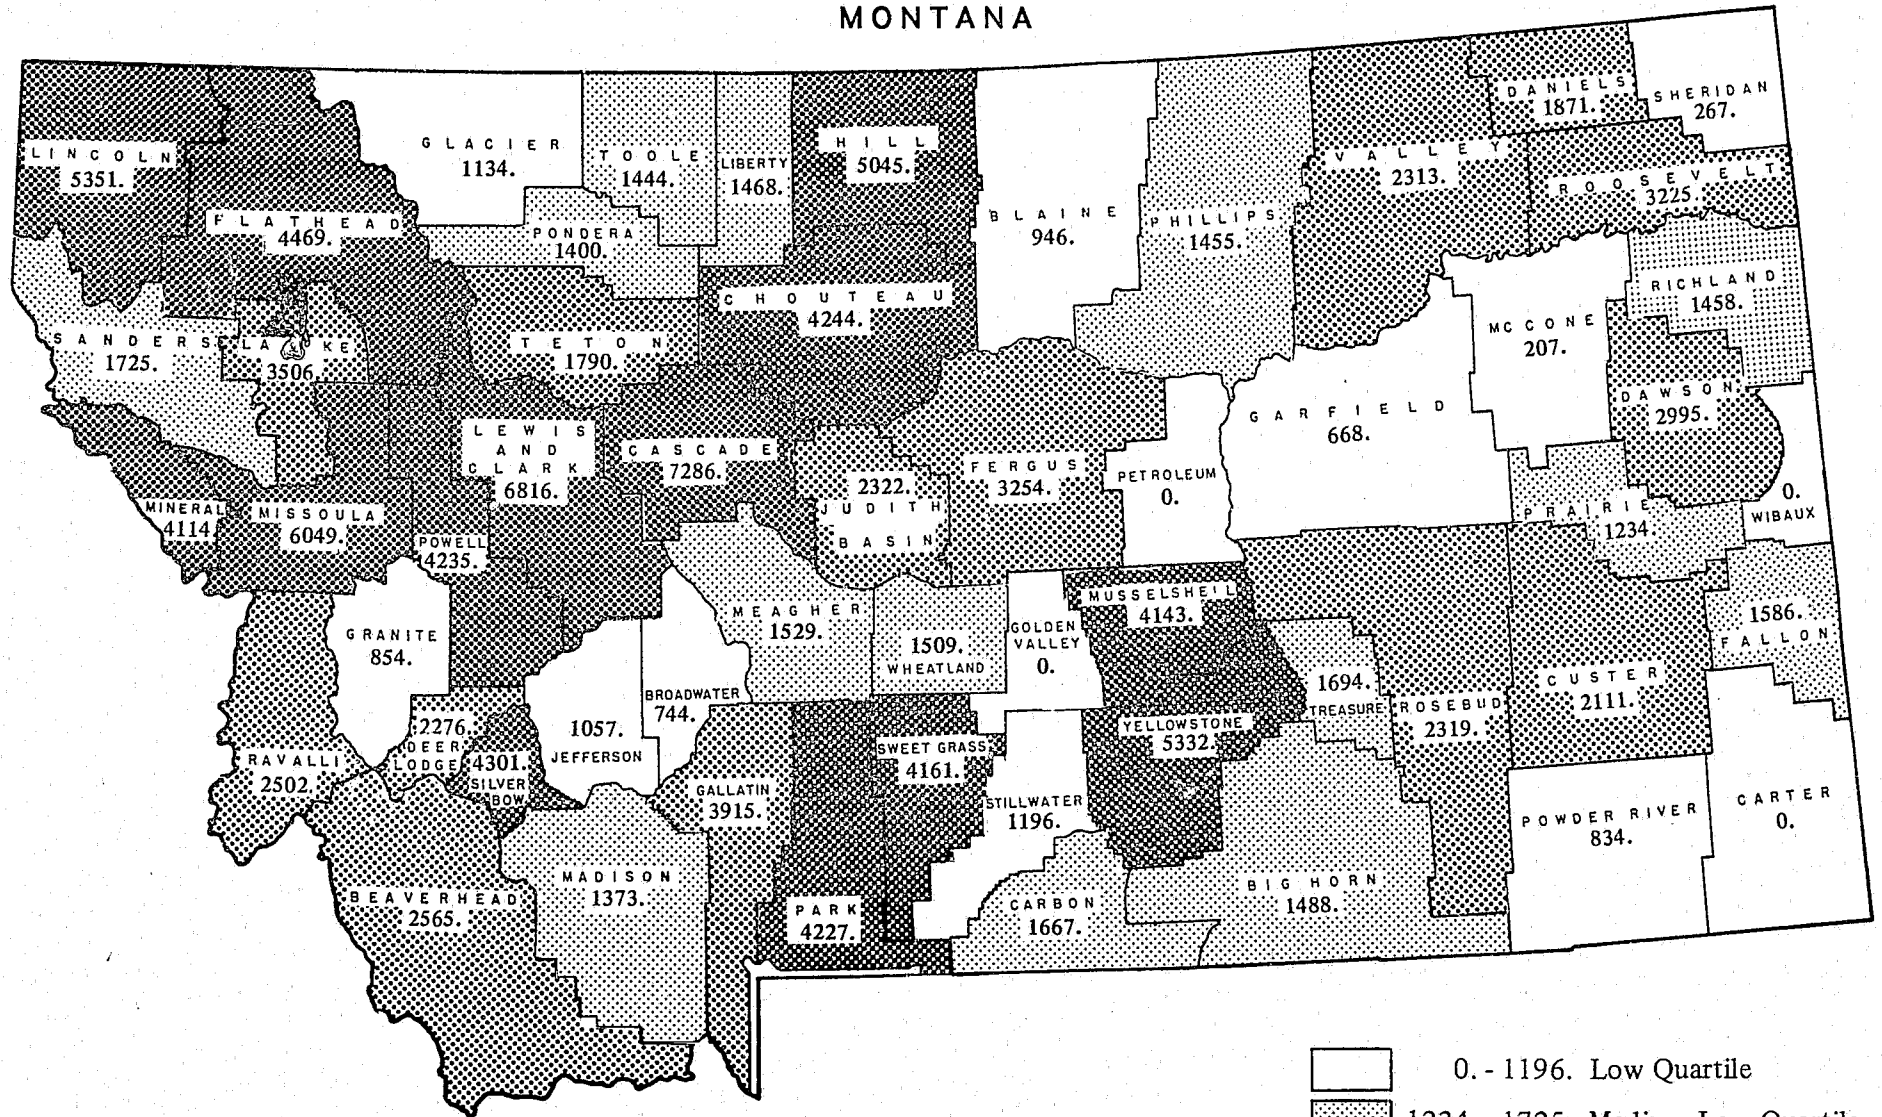 MONTANA
LINCOLN
5351.
FLATHEAD
4469.
GLACIER
1134.
TOOLE
1444.
LIBERTY
1468.
HILL
5045.
BLAINE
946.
PHILLIPS
1455.
VALLEY
2313.
DANIELS
1871.
SHERIDAN
267.
ROOSEVELT
3225
PONDERA
1400.
SANDERS
1725.
LAKE
3506.
TETON
1790.
CHOUTEAU
4244.
RICHLAND
1458.
MC CONE
207.
DAWSON
2995.
GARFIELD
668.
LEWIS
AND
CLARK
6816.
CASCADE
7286.
2322.
JUDITH
BASIN
FERGUS
3254.
PETROLEUM
0.
PRAIRIE
1234.
0.
WIBAUX
MINERAL
4114
MISSOULA
6049.
POWELL
4235.
GRANITE
854.
MEAGHER
1529.
1509.
WHEATLAND
GOLDEN
VALLEY
0.
MUSSELSHELL
4143.
1694.
TREASURE
ROSEBUD
2319.
CUSTER
2111.
1586.
FALLON
RAVALLI
2502.
2276.
DEER
LODGE
4301.
SILVER
BOW
1057.
JEFFERSON
BROADWATER
744.
GALLATIN
3915.
SWEET GRASS
4161.
YELLOWSTONE
5332.
STILLWATER
1196.
POWDER RIVER
834.
CARTER
0.
BEAVERHEAD
2565.
MADISON
1373.
PARK
4227.
CARBON
1667.
BIG HORN
1488.
0. - 1196. Low Quartile